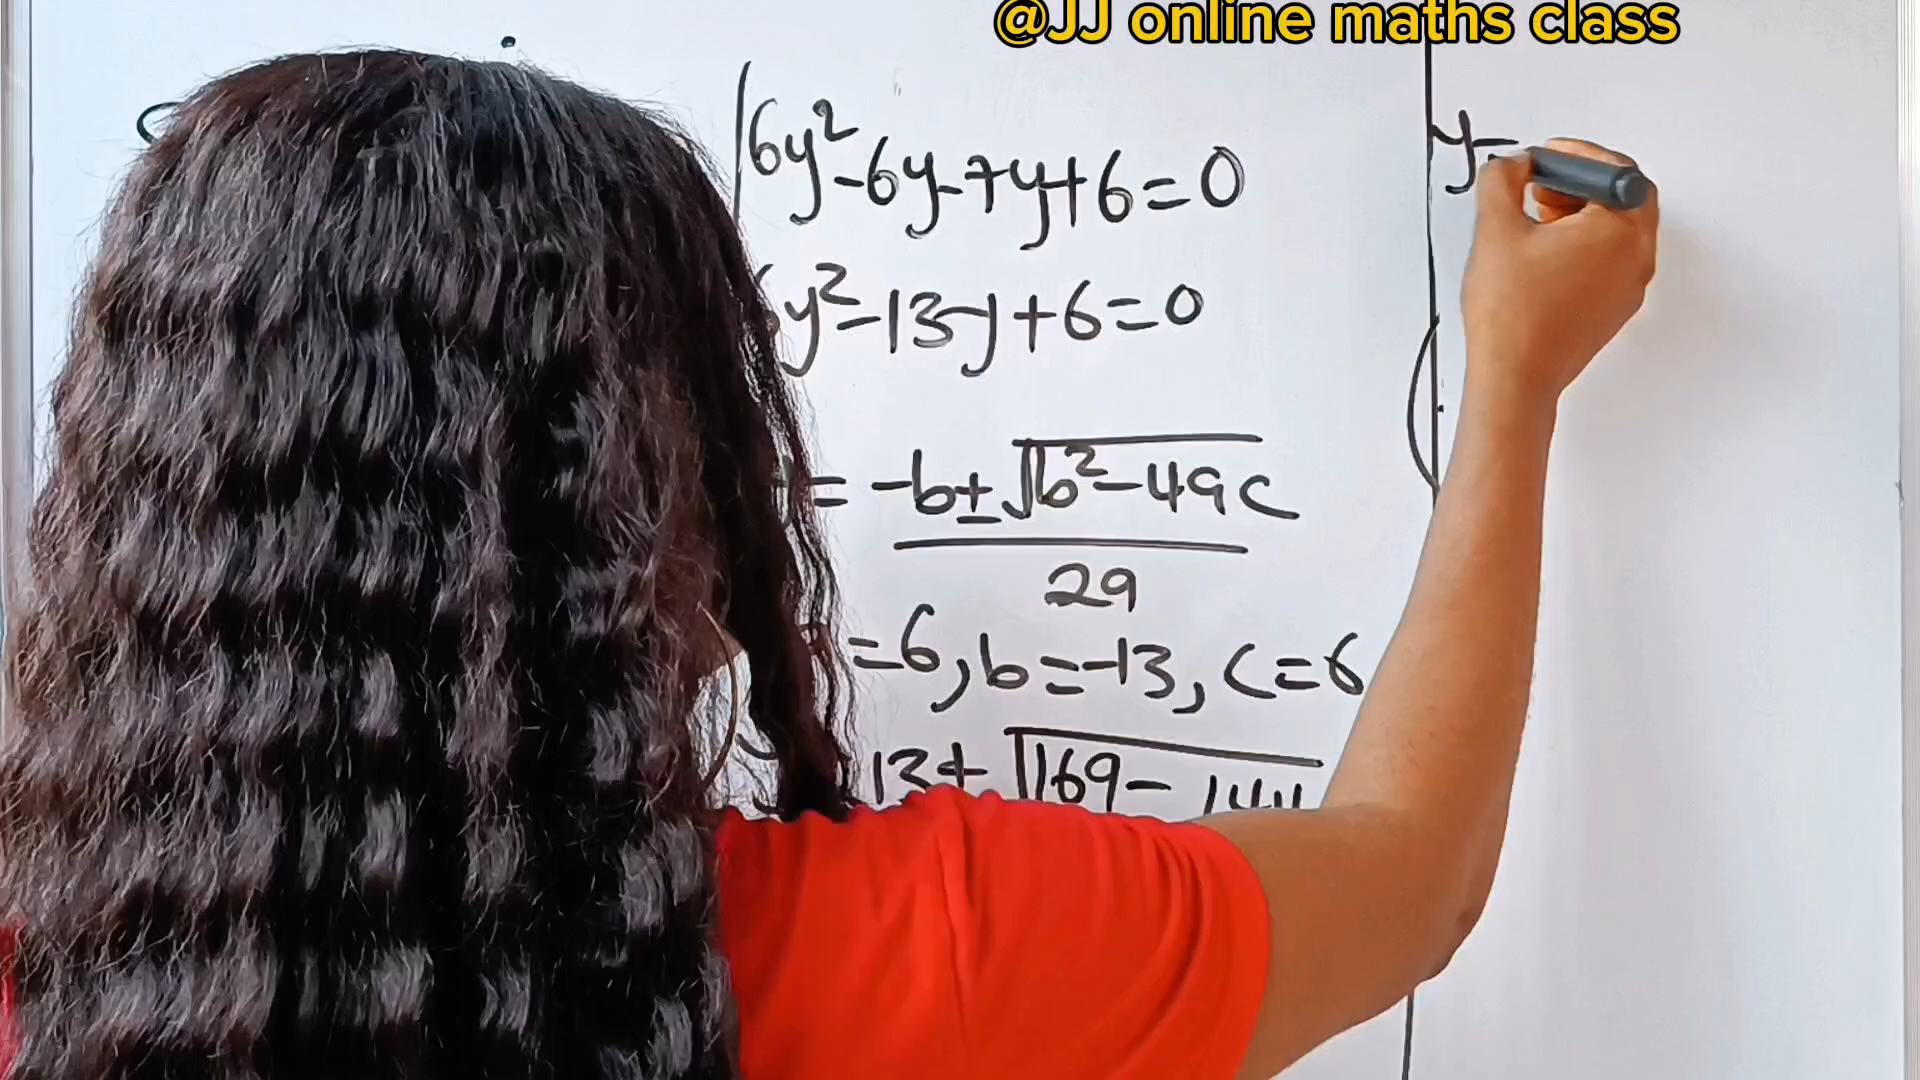 @JJ online maths class
6y²-6y-7y+6=0
y²-13y+6=0
= -b±√b²-4ac
2a
=6, b=-13, c=6
13±√169-144
y=